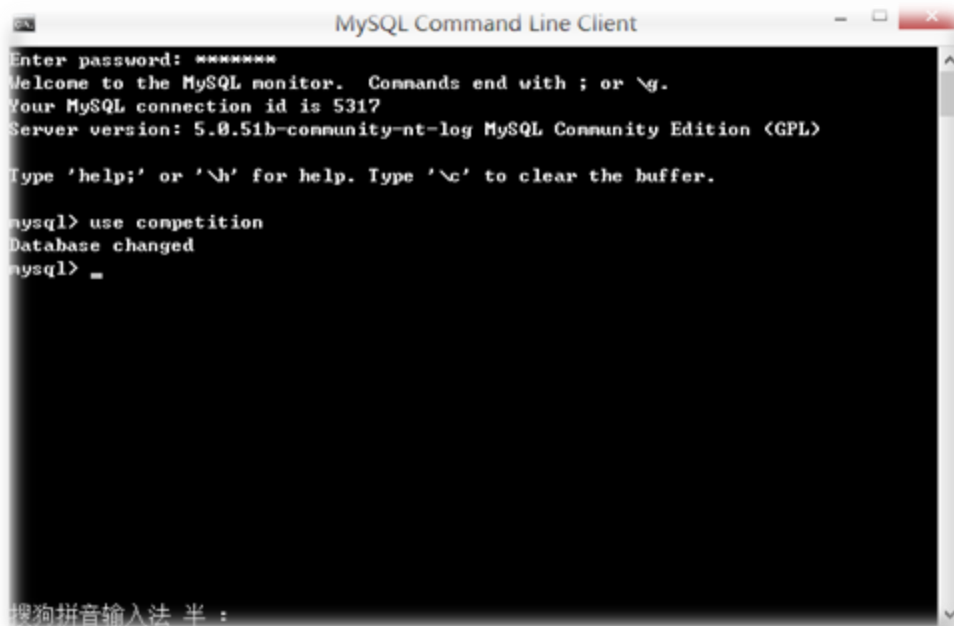 MySQL Command Line Client
Enter password: *******
Welcome to the MySQL monitor.  Commands end with ; or \g.
Your MySQL connection id is 5317
Server version: 5.0.51b-community-nt-log MySQL Community Edition (GPL)
Type 'help;' or '\h' for help. Type '\c' to clear the buffer.
mysql> use competition
Database changed
mysql> _
搜狗拼音输入法 半 :